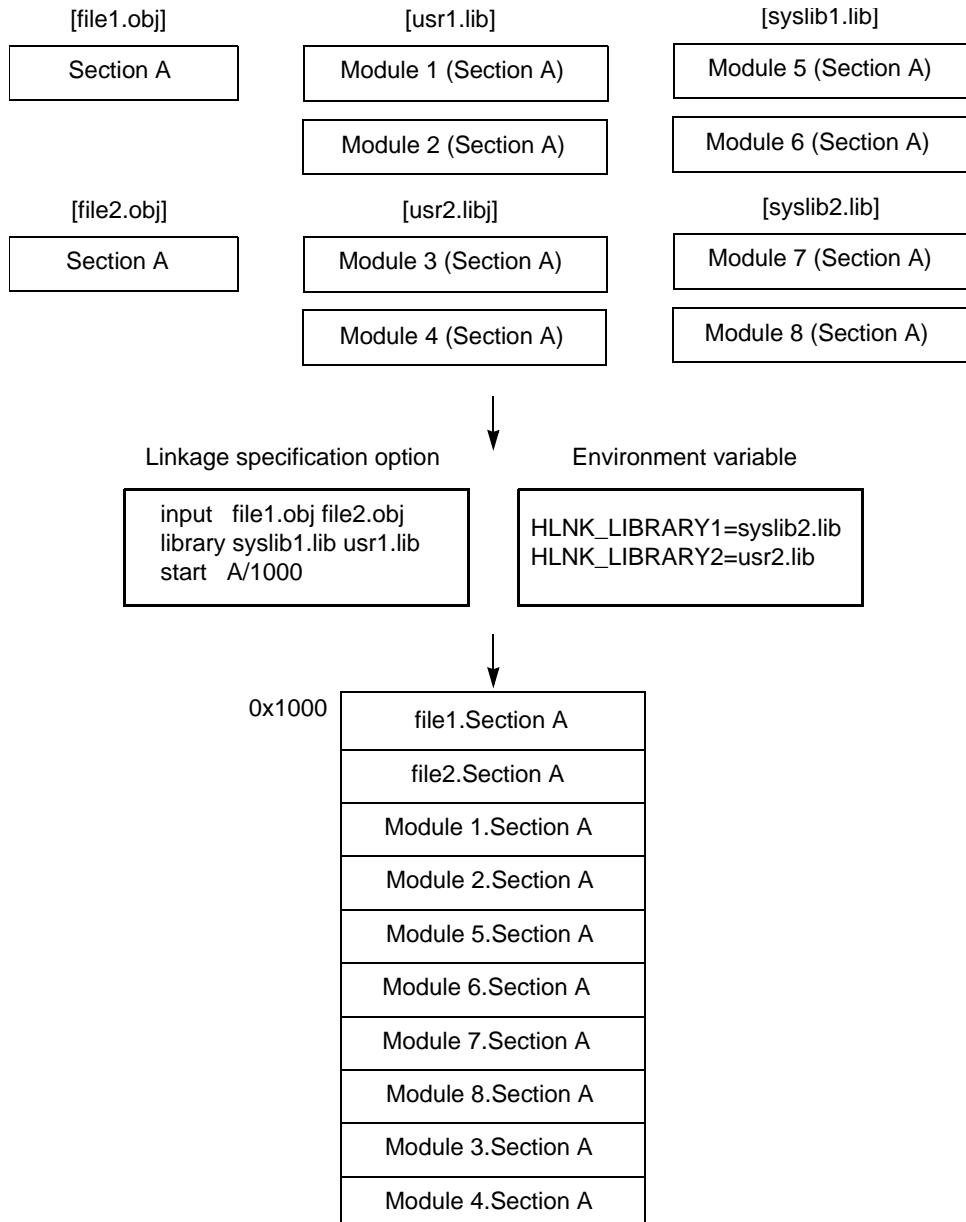 [file1.obj] [usr1.lib] [syslib1.lib]
Section A Module 1 (Section A) Module 5 (Section A)
Module 2 (Section A) Module 6 (Section A)
[file2.obj] [usr2.libj] [syslib2.lib]
Section A Module 3 (Section A) Module 7 (Section A)
Module 4 (Section A) Module 8 (Section A)
Linkage specification option Environment variable
input file1.obj file2.obj
library syslib1.lib usr1.lib
start A/1000
HLNK_LIBRARY1=syslib2.lib
HLNK_LIBRARY2=usr2.lib
0x1000 file1.Section A
file2.Section A
Module 1.Section A
Module 2.Section A
Module 5.Section A
Module 6.Section A
Module 7.Section A
Module 8.Section A
Module 3.Section A
Module 4.Section A